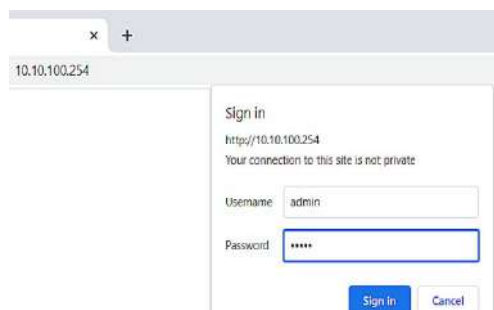 10.10.100.254
Sign in
http://10.10.100.254
Your connection to this site is not private
Username admin
Password •••••
Sign in Cancel